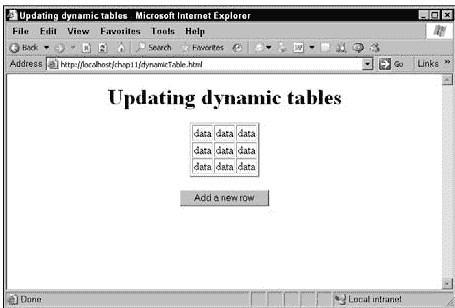 Updating dynamic tables - Microsoft Internet Explorer
File Edit View Favorites Tools Help
Back Search Favorites
Address http://localhost/chap11/dynamicTable.html Go Links »
Updating dynamic tables
data data data
data data data
data data data
Add a new row
Done Local intranet